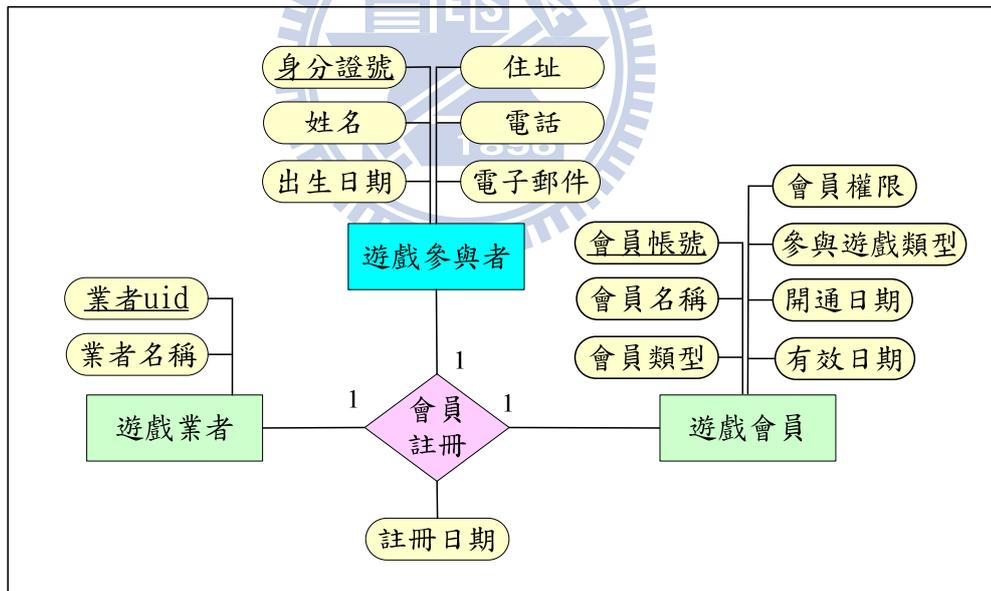 ESA
身分證號
住址
姓名
電話
1896
出生日期
電子郵件
會員權限
遊戲參與者
會員帳號
參與遊戲類型
業者uid
會員名稱
開通日期
業者名稱
會員類型
有效日期
1
1
1
遊戲業者
會員
註冊
遊戲會員
註冊日期